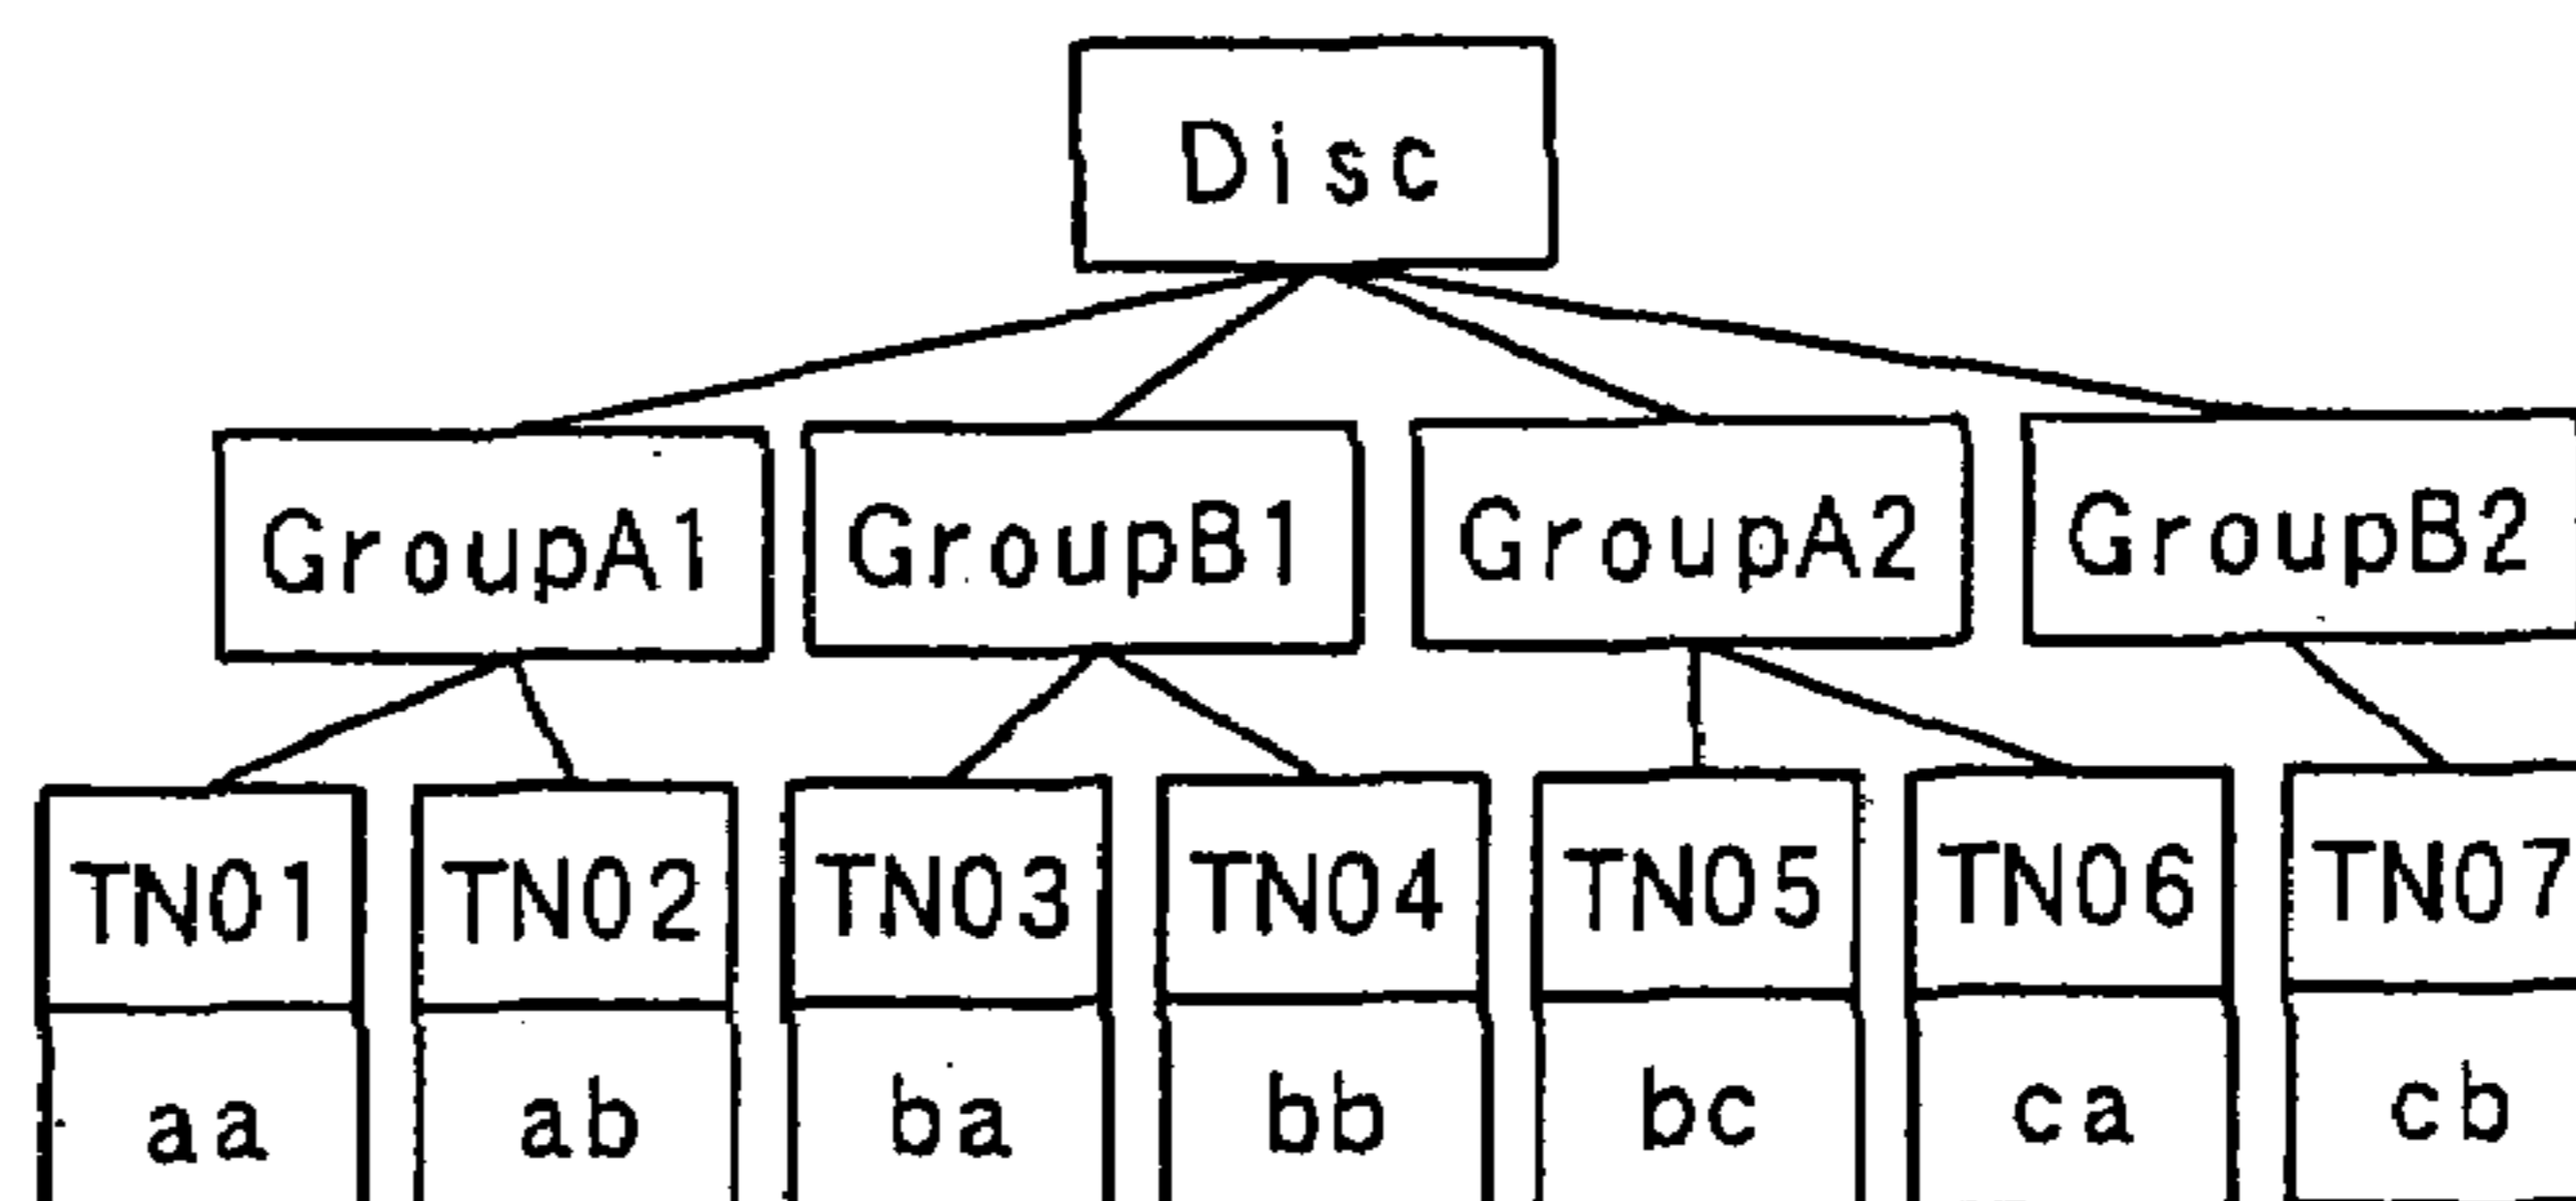 Disc
GroupA1 GroupB1 GroupA2 GroupB2
TN01 TN02 TN03 TN04 TN05 TN06 TN07
aa ab ba bb bc ca cb